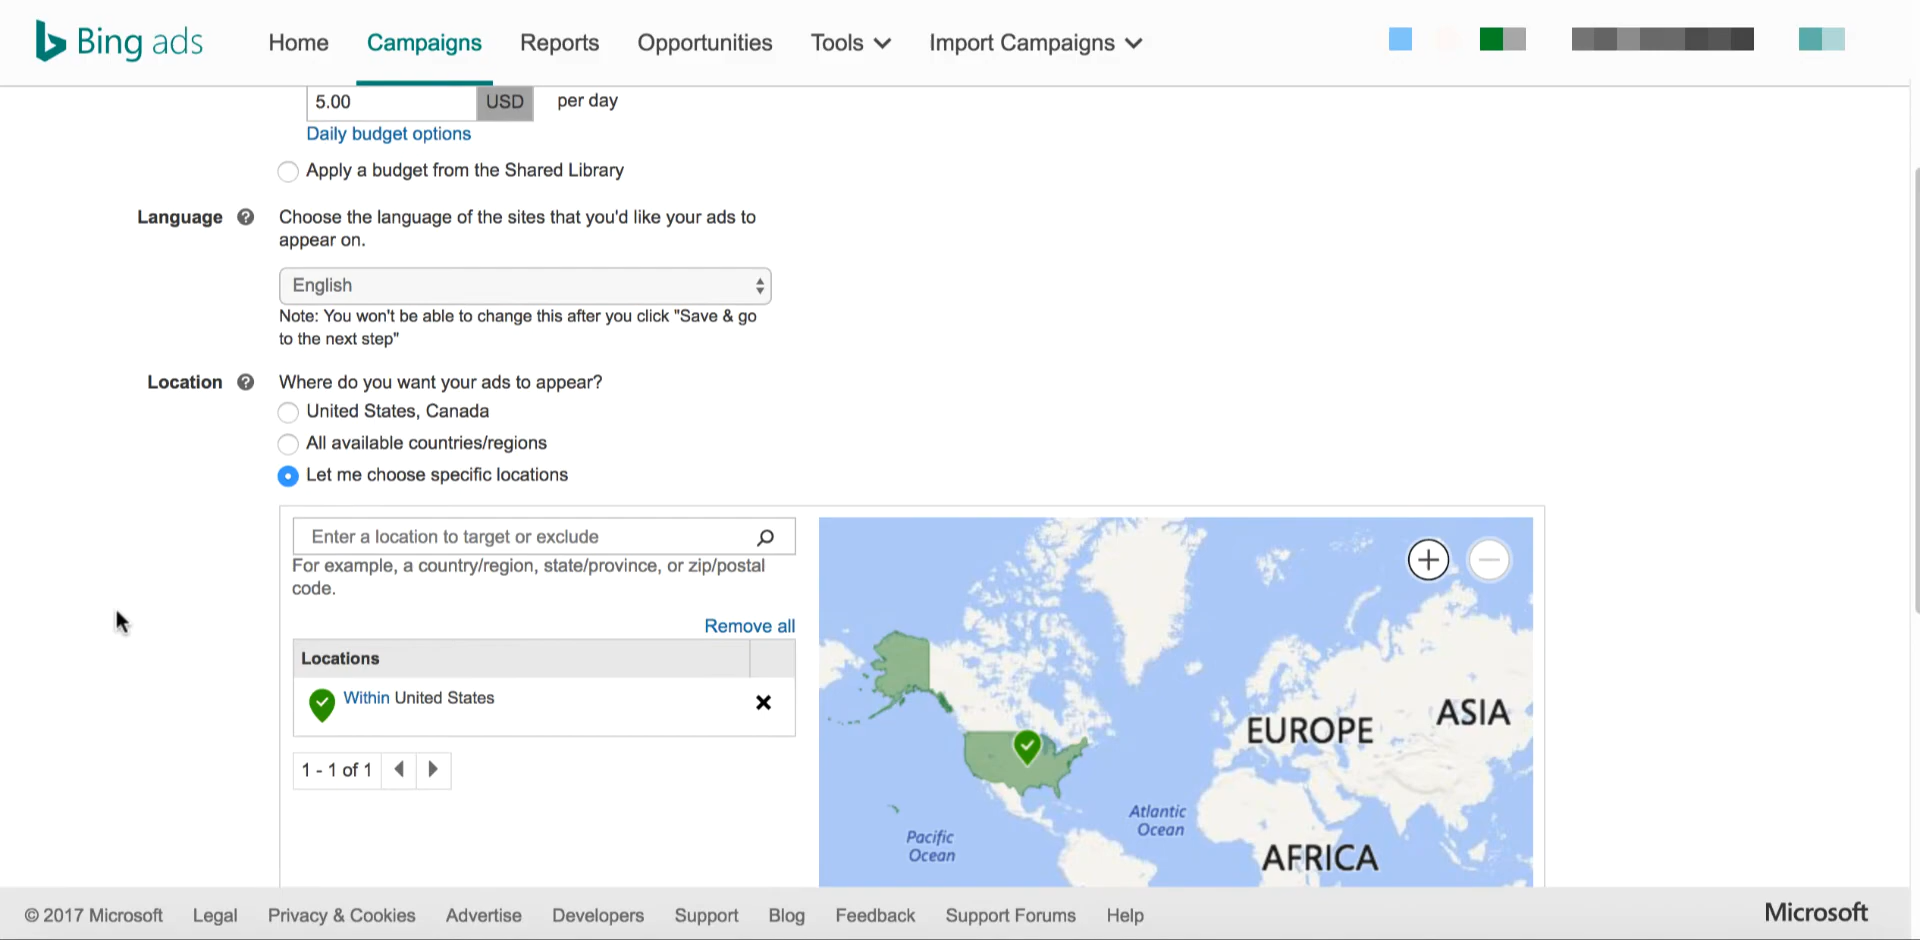 Bing ads
Home
Campaigns
Reports
Opportunities
Tools
Import Campaigns
5.00
USD
per day
Daily budget options
Apply a budget from the Shared Library
Language
Choose the language of the sites that you'd like your ads to
appear on.
English
Note: You won't be able to change this after you click "Save & go
to the next step"
Location
Where do you want your ads to appear?
United States, Canada
All available countries/regions
Let me choose specific locations
Enter a location to target or exclude
For example, a country/region, state/province, or zip/postal
code.
Remove all
Locations
Within United States
1 - 1 of 1
EUROPE
ASIA
Atlantic
Ocean
Pacific
Ocean
AFRICA
© 2017 Microsoft
Legal
Privacy & Cookies
Advertise
Developers
Support
Blog
Feedback
Support Forums
Help
Microsoft